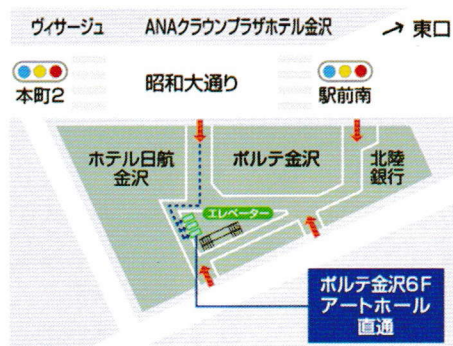 ヴィサージュ
ANAクラウンプラザホテル金沢
東口
本町2
昭和大通り
駅前南
ホテル日航
金沢
ポルテ金沢
北陸
銀行
エレベーター
ポルテ金沢6F
アートホール
直通